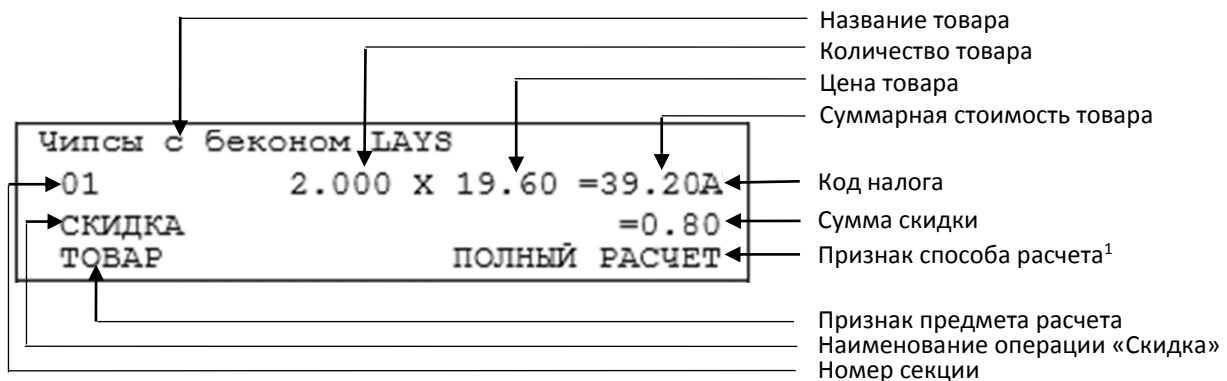 Название товара
Количество товара
Цена товара
Суммарная стоимость товара
Чипсы с беконом LAYS
01 2.000 X 19.60 =39.20А
Код налога
СКИДКА =0.80
Сумма скидки
ТОВАР ПОЛНЫЙ РАСЧЕТ
Признак способа расчета¹
Признак предмета расчета
Наименование операции «Скидка»
Номер секции